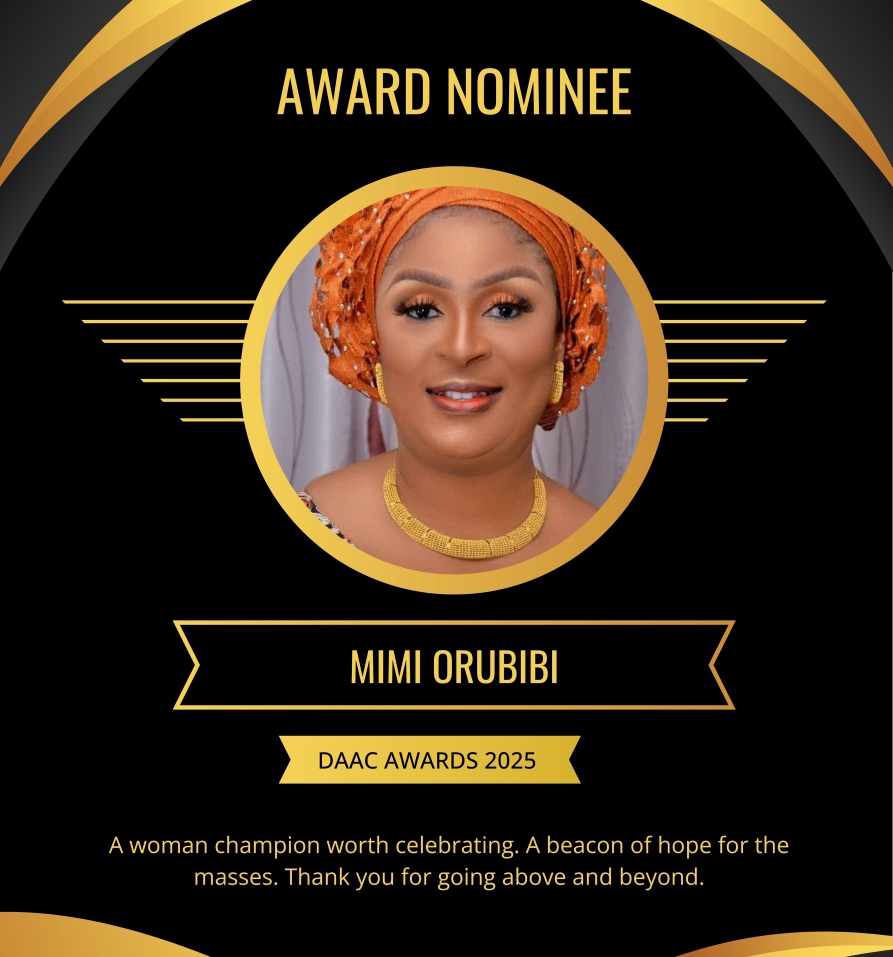 AWARD NOMINEE
MIMI ORUBIBI
DAAC AWARDS 2025
A woman champion worth celebrating. A beacon of hope for the
masses. Thank you for going above and beyond.